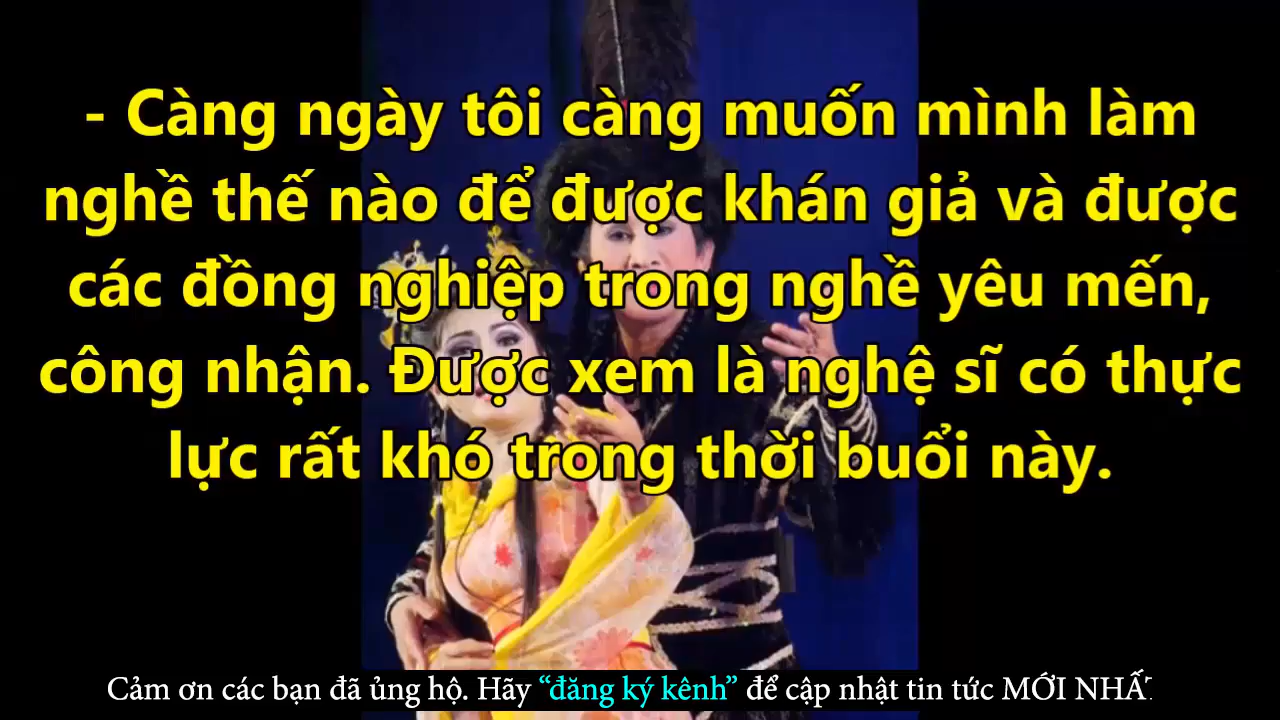 - Càng ngày tôi càng muốn mình làm
nghề thế nào để được khán giả và được
các đồng nghiệp trong nghề yêu mến,
công nhận. Được xem là nghệ sĩ có thực
lực rất khó trong thời buổi này.
Cảm ơn các bạn đã ủng hộ. Hãy “đăng ký kênh” để cập nhật tin tức MỚI NHẤ